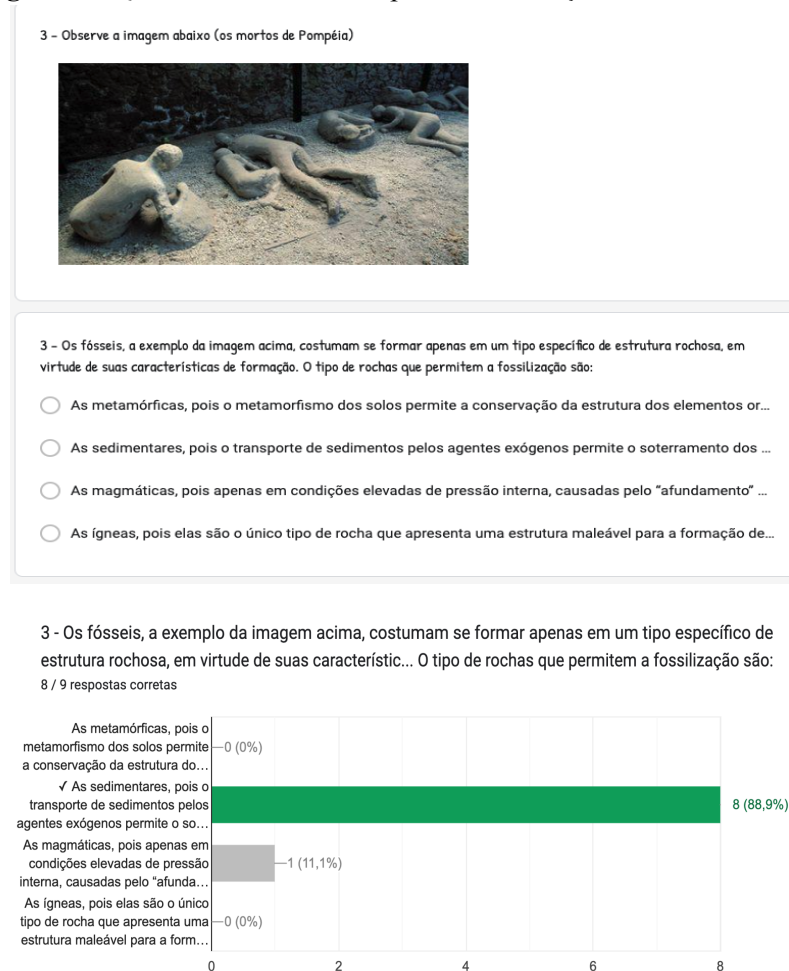 3 - Observe a imagem abaixo (os mortos de Pompéia)
3 - Os fósseis, a exemplo da imagem acima, costumam se formar apenas em um tipo específico de estrutura rochosa, em
virtude de suas características de formação. O tipo de rochas que permitem a fossilização são:
As metamórficas, pois o metamorfismo dos solos permite a conservação da estrutura dos elementos or...
As sedimentares, pois o transporte de sedimentos pelos agentes exógenos permite o soterramento dos ...
As magmáticas, pois apenas em condições elevadas de pressão interna, causadas pelo "afundamento" ...
As ígneas, pois elas são o único tipo de rocha que apresenta uma estrutura maleável para a formação de...
3 - Os fósseis, a exemplo da imagem acima, costumam se formar apenas em um tipo específico de
estrutura rochosa, em virtude de suas característic... O tipo de rochas que permitem a fossilização são:
8 / 9 respostas corretas
As metamórficas, pois o
metamorfismo dos solos permite
a conservação da estrutura do...
0 (0%)
✓ As sedimentares, pois o
transporte de sedimentos pelos
agentes exógenos permite o so...
8 (88,9%)
As magmáticas, pois apenas em
condições elevadas de pressão
interna, causadas pelo "afunda...
1 (11,1%)
As ígneas, pois elas são o único
tipo de rocha que apresenta uma
estrutura maleável para a form...
0 (0%)
0 2 4 6 8